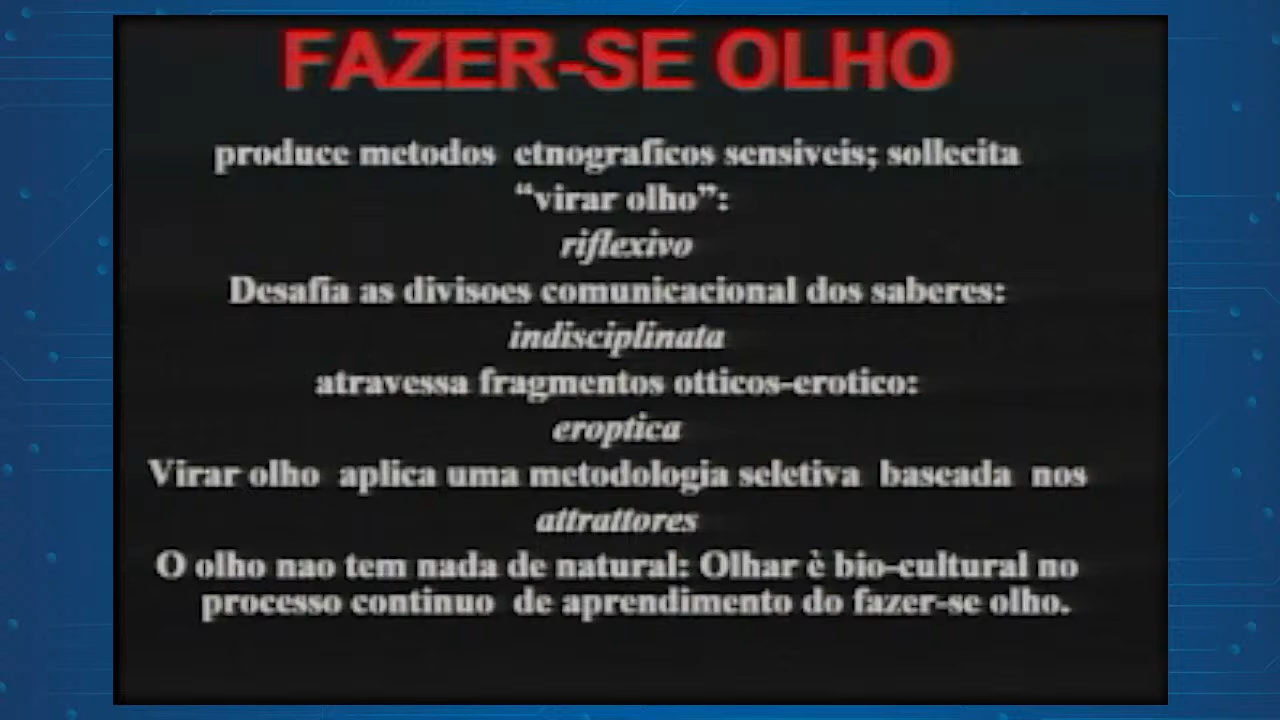 FAZER-SE OLHO
produce metodos etnograficos sensiveis; sollecita
“virar olho”:
riflexivo
Desafia as divisoes comunicacional dos saberes:
indisciplinata
atravessa fragmentos otticos-erotico:
eroptica
Virar olho aplica uma metodologia seletiva baseada nos
attrattores
O olho nao tem nada de natural: Olhar è bio-cultural no
processo continuo de aprendimento do fazer-se olho.